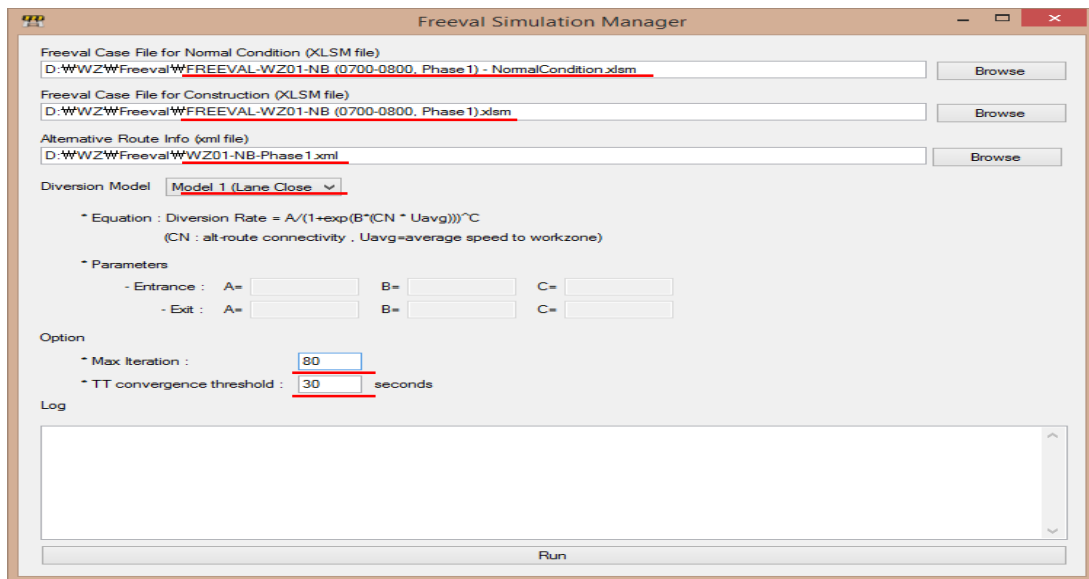 Freeval Simulation Manager
Freeval Case File for Normal Condition (XLSM file)
D:₩WZ₩Freeval₩FREEVAL-WZ01-NB (0700-0800, Phase1) - NormalCondition.xlsm
Browse
Freeval Case File for Construction (XLSM file)
D:₩WZ₩Freeval₩FREEVAL-WZ01-NB (0700-0800, Phase1).xlsm
Browse
Alternative Route Info (xml file)
D:₩WZ₩Freeval₩WZ01-NB-Phase1.xml
Browse
Diversion Model Model 1 (Lane Close
* Equation : Diversion Rate = A/(1+exp(B*(CN * Uavg)))^C
(CN : alt-route connectivity , Uavg=average speed to workzone)
* Parameters
- Entrance : A= B= C=
- Exit : A= B= C=
Option
* Max Iteration : 80
* TT convergence threshold : 30 seconds
Log
Run